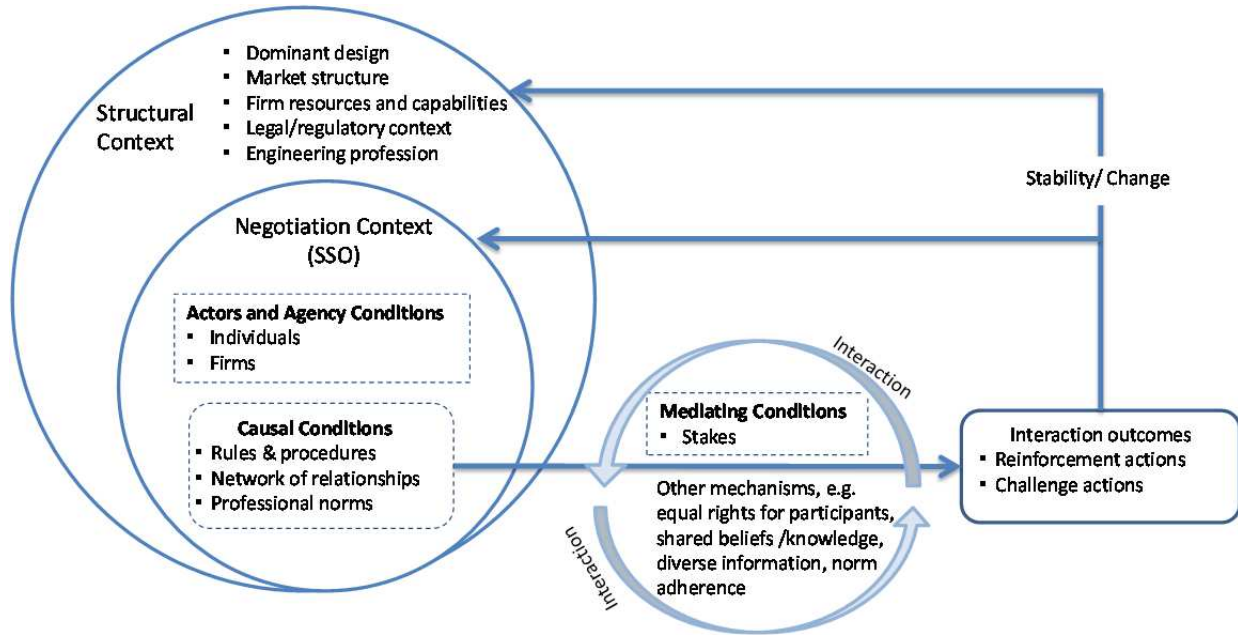 Structural
Context
▪ Dominant design
▪ Market structure
▪ Firm resources and capabilities
▪ Legal/regulatory context
▪ Engineering profession
Stability/ Change
Negotiation Context
(SSO)
Actors and Agency Conditions
▪ Individuals
▪ Firms
Causal Conditions
▪ Rules & procedures
▪ Network of relationships
▪ Professional norms
Interaction
Mediating Conditions
▪ Stakes
Other mechanisms, e.g.
equal rights for participants,
shared beliefs /knowledge,
diverse information, norm
adherence
Interaction
Interaction outcomes
▪ Reinforcement actions
▪ Challenge actions